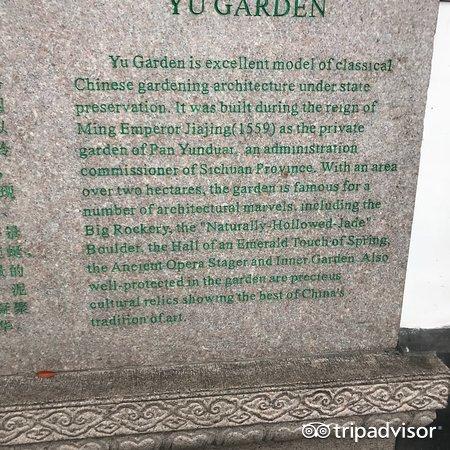 YU GARDEN
Yu Garden is excellent model of classical
Chinese gardening architecture under state
preservation. It was built during the reign of
Ming Emperor Jiajing(1559) as the private
garden of Pan Yunduar, an administration
commissioner of Sichuan Province. With an area
over two hectares, the garden is famous for a
number of architectural marvels, including the
Big Rockery, the "Naturally-Hollowed-Jade"
Boulder, the Hall of an Emerald Touch of Spring,
the Ancient Opera Stager and Inner Garden. Also
well-protected in the garden are precious
cultural relics showing the best of China's
tradition of art.
tripadvisor